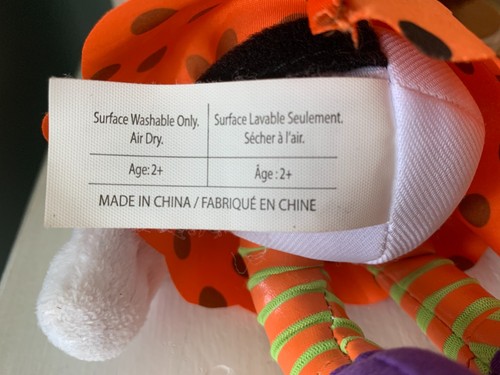 Surface Washable Only.
Air Dry.
Surface Lavable Seulement.
Sécher à l'air.
Age: 2+
Âge : 2+
MADE IN CHINA / FABRIQUÉ EN CHINE